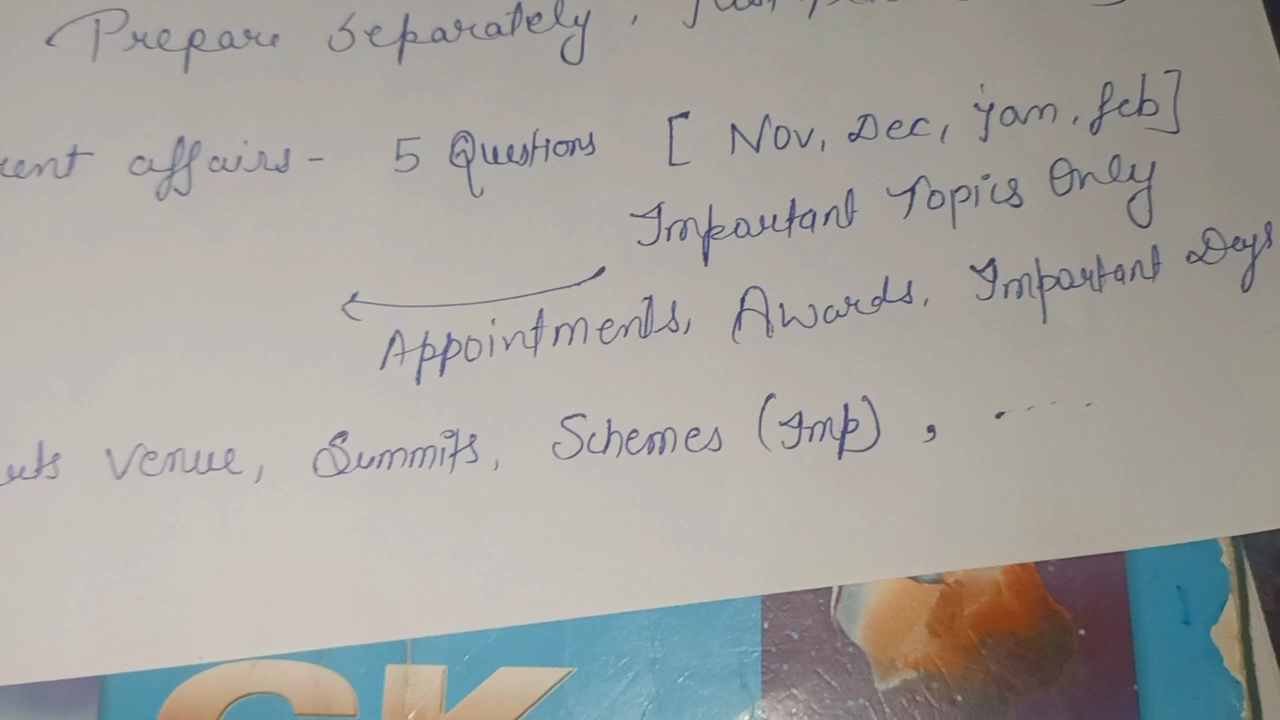 Prepare Separately,
affairs - 5 Questions [ Nov, Dec, jan, feb]
Important Topics Only
Appointments, Awards, Important Days
venue, Summits, Schemes (Imp) , .....
GK